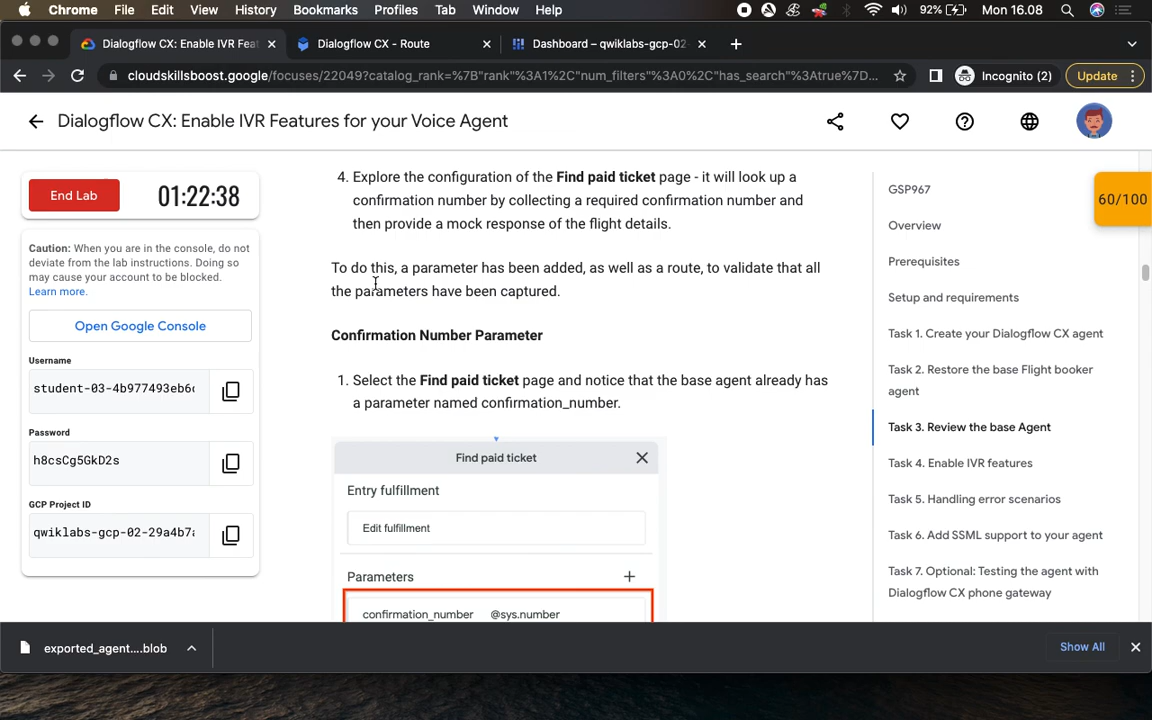 Chrome File Edit View History Bookmarks Profiles Tab Window Help 92% Mon 16.08
Dialogflow CX: Enable IVR Feat Dialogflow CX - Route Dashboard – qwiklabs-gcp-02
cloudskillsboost.google/focuses/22049?catalog_rank=%7B"rank"%3A1%2C"num_filters"%3A0%2C"has_search"%3Atrue%7D... Incognito (2) Update
Dialogflow CX: Enable IVR Features for your Voice Agent
End Lab 01:22:38
Caution: When you are in the console, do not
deviate from the lab instructions. Doing so
may cause your account to be blocked.
Learn more.
Open Google Console
Username
student-03-4b977493eb6
Password
h8csCg5GkD2s
GCP Project ID
qwiklabs-gcp-02-29a4b7
4. Explore the configuration of the Find paid ticket page - it will look up a
confirmation number by collecting a required confirmation number and
then provide a mock response of the flight details.
To do this, a parameter has been added, as well as a route, to validate that all
the parameters have been captured.
Confirmation Number Parameter
1. Select the Find paid ticket page and notice that the base agent already has
a parameter named confirmation_number.
Find paid ticket
Entry fulfillment
Edit fulfillment
Parameters
confirmation_number @sys.number
60/100
GSP967
Overview
Prerequisites
Setup and requirements
Task 1. Create your Dialogflow CX agent
Task 2. Restore the base Flight booker
agent
Task 3. Review the base Agent
Task 4. Enable IVR features
Task 5. Handling error scenarios
Task 6. Add SSML support to your agent
Task 7. Optional: Testing the agent with
Dialogflow CX phone gateway
exported_agent....blob Show All